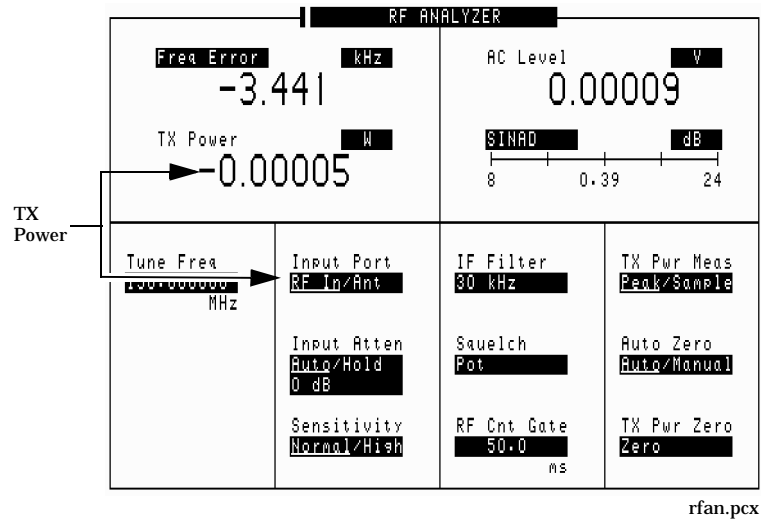 RF ANALYZER
Freq Error kHz
-3.441
AC Level V
0.00009
TX Power W
-0.00005
SINAD dB
8 0.39 24
TX
Power
Tune Freq
150.000000
MHz
Input Port
RF In/Ant
IF Filter
30 kHz
TX Pwr Meas
Peak/Sample
Input Atten
Auto/Hold
0 dB
Squelch
Pot
Auto Zero
Auto/Manual
Sensitivity
Normal/High
RF Cnt Gate
50.0
ms
TX Pwr Zero
Zero
rfan.pcx